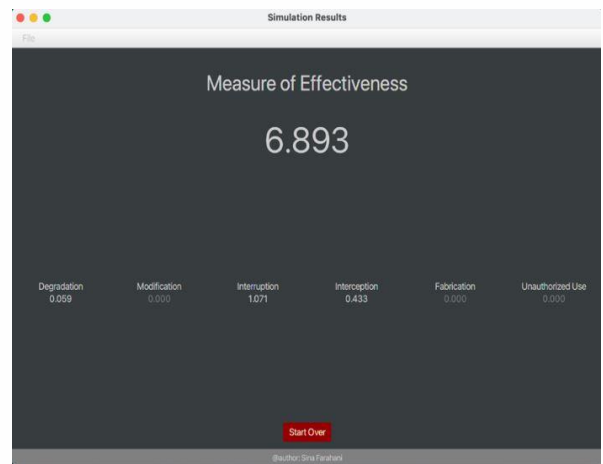 Simulation Results
File
Measure of Effectiveness
6.893
Degradation Modification Interruption Interception Fabrication Unauthorized Use
0.059 0.000 1.071 0.433 0.000 0.000
Start Over
@author: Sina Farahani